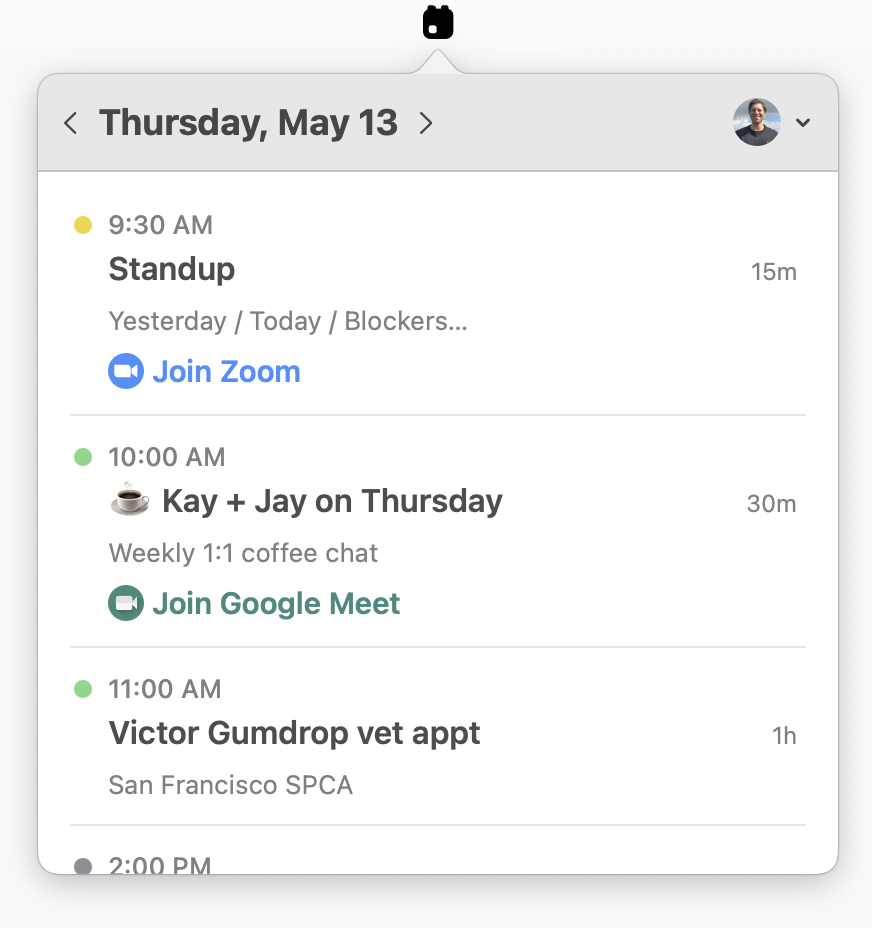 Thursday, May 13
9:30 AM
Standup
15m
Yesterday / Today / Blockers...
Join Zoom
10:00 AM
☕ Kay + Jay on Thursday
30m
Weekly 1:1 coffee chat
Join Google Meet
11:00 AM
Victor Gumdrop vet appt
1h
San Francisco SPCA
2:00 PM